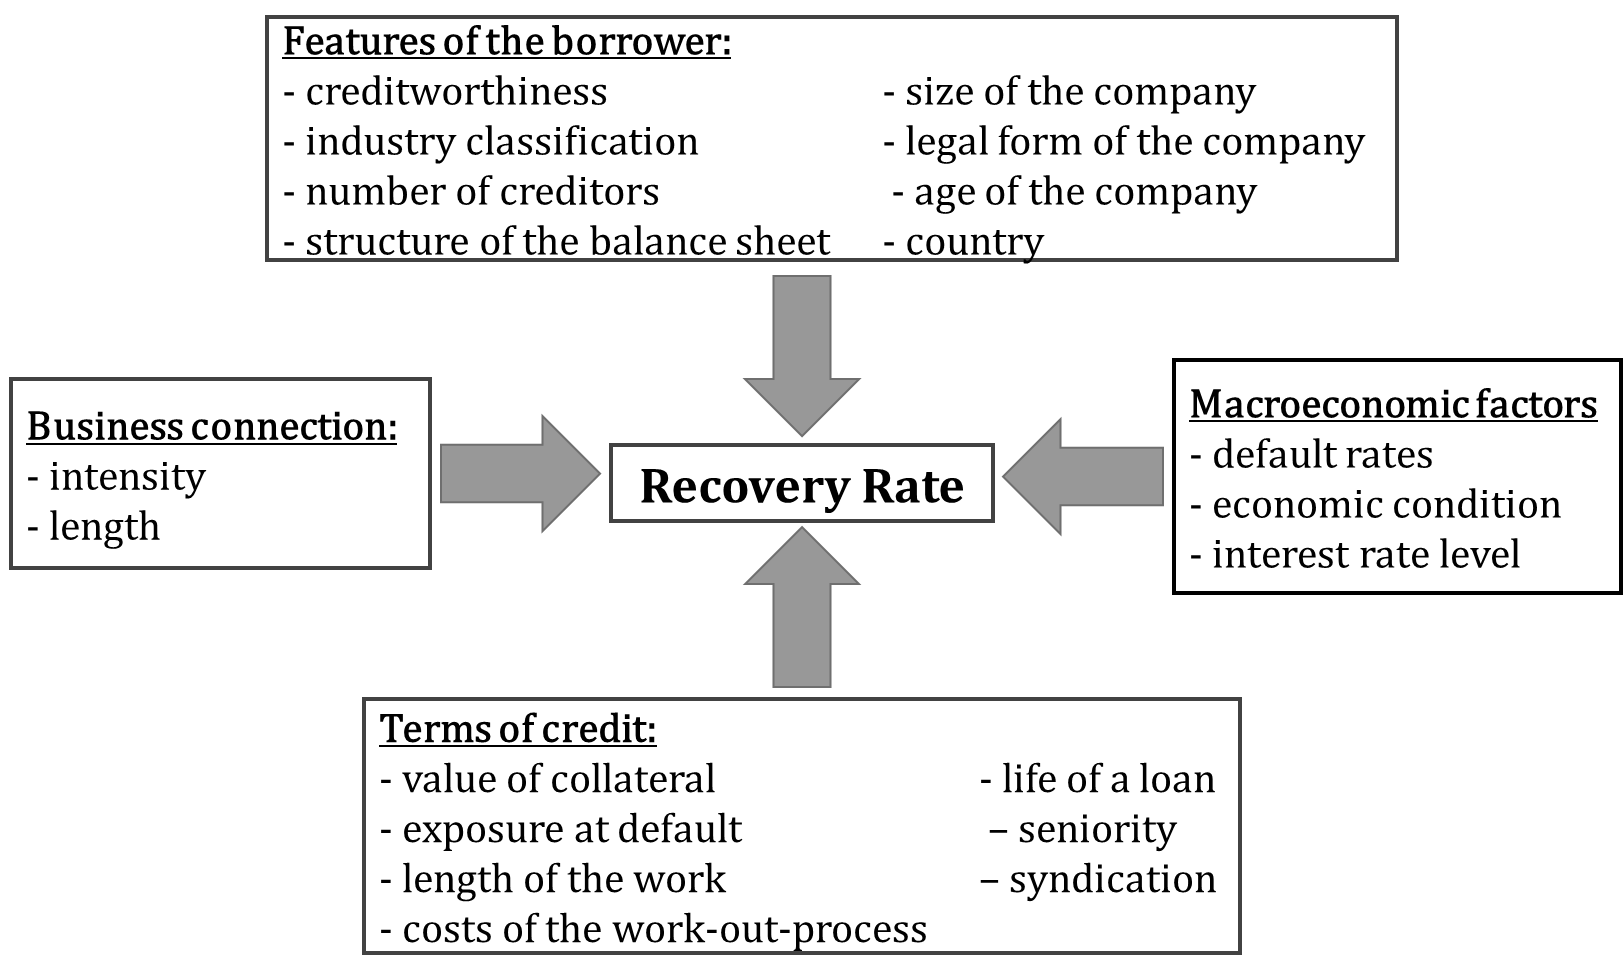 Features of the borrower:
- creditworthiness
- size of the company
- industry classification
- legal form of the company
- number of creditors
- age of the company
- structure of the balance sheet
- country
Business connection:
- intensity
- length
Recovery Rate
Macroeconomic factors
- default rates
- economic condition
- interest rate level
Terms of credit:
- value of collateral
- life of a loan
- exposure at default
– seniority
- length of the work
– syndication
- costs of the work-out-process